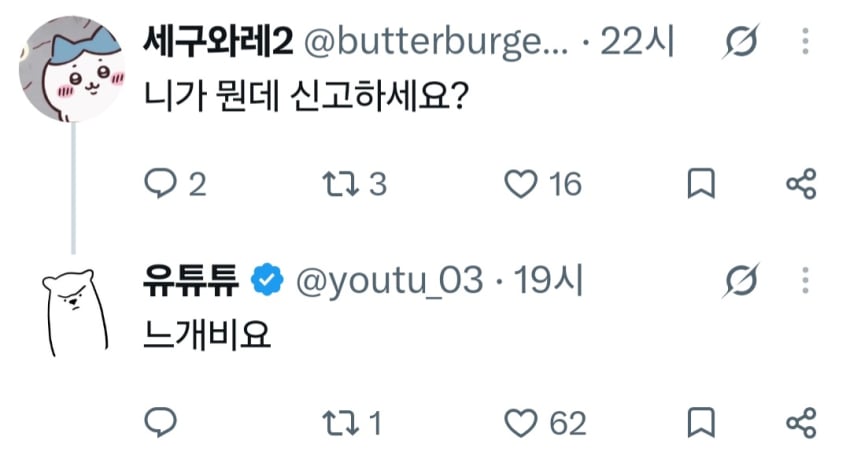 세구와레2 @butterburge... · 22시
니가 뭔데 신고하세요?
2 3 16
유튜튜 @youtu_03 · 19시
느개비요
1 62